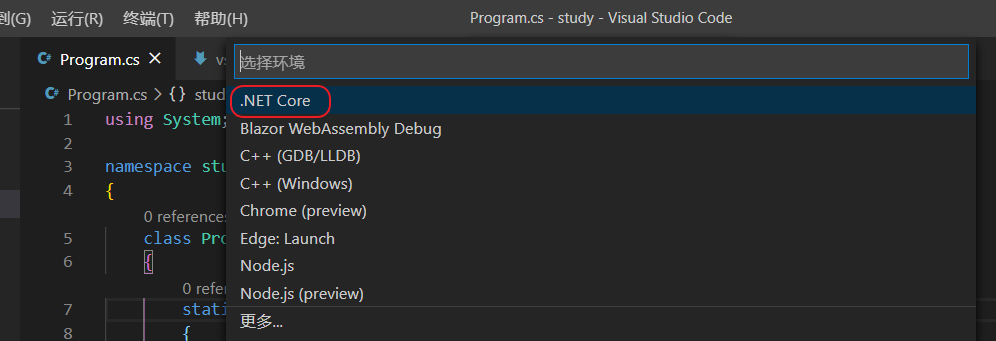 到(G) 运行(R) 终端(T) 帮助(H) Program.cs - study - Visual Studio Code
Program.cs
选择环境
Program.cs > {} stud
.NET Core
1 using System;
Blazor WebAssembly Debug
2
C++ (GDB/LLDB)
3 namespace stu
C++ (Windows)
4 {
Chrome (preview)
0 references
5 class Pro
Edge: Launch
6 {
Node.js
0 refer
Node.js (preview)
7 stati
更多...
8 {